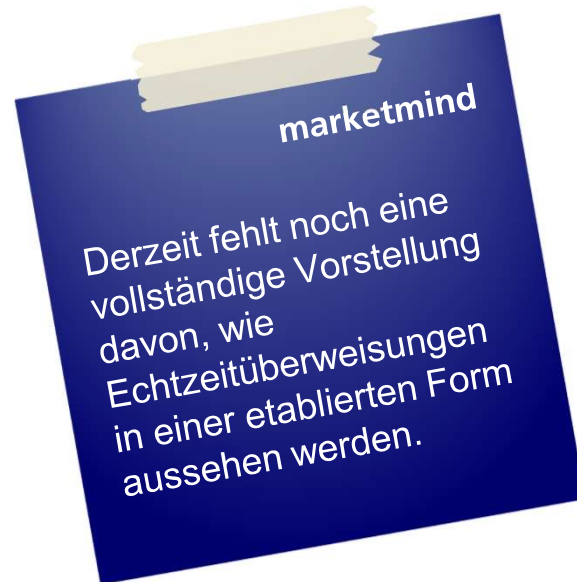 marketmind
Derzeit fehlt noch eine
vollständige Vorstellung
davon, wie
Echtzeitüberweisungen
in einer etablierten Form
aussehen werden.